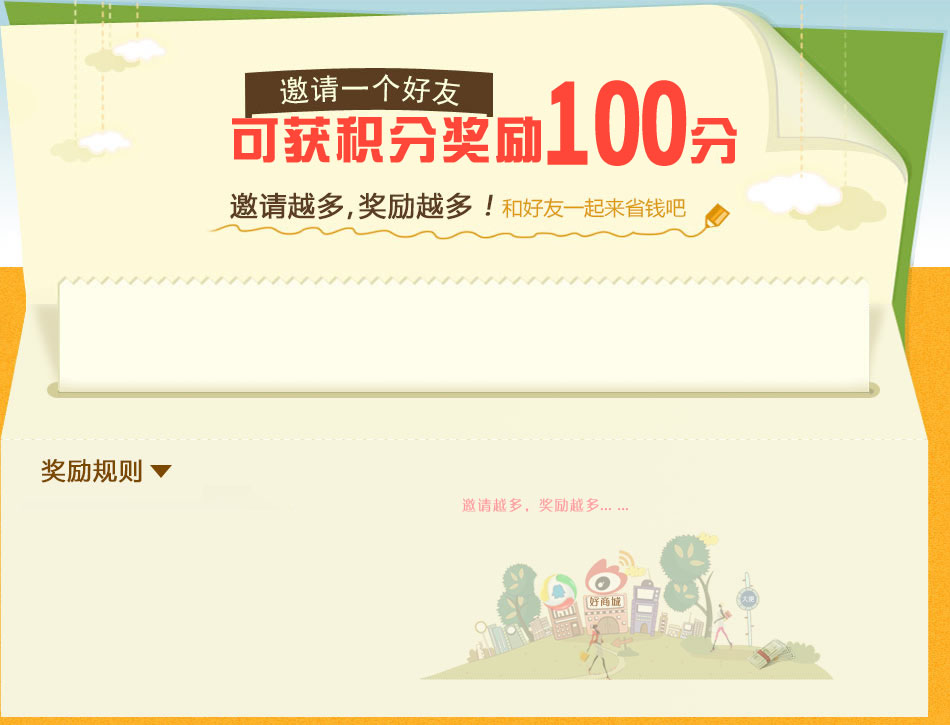 邀请一个好友
可获积分奖励100分
邀请越多,奖励越多！和好友一起来省钱吧
奖励规则
邀请越多，奖励越多... ...
好商城